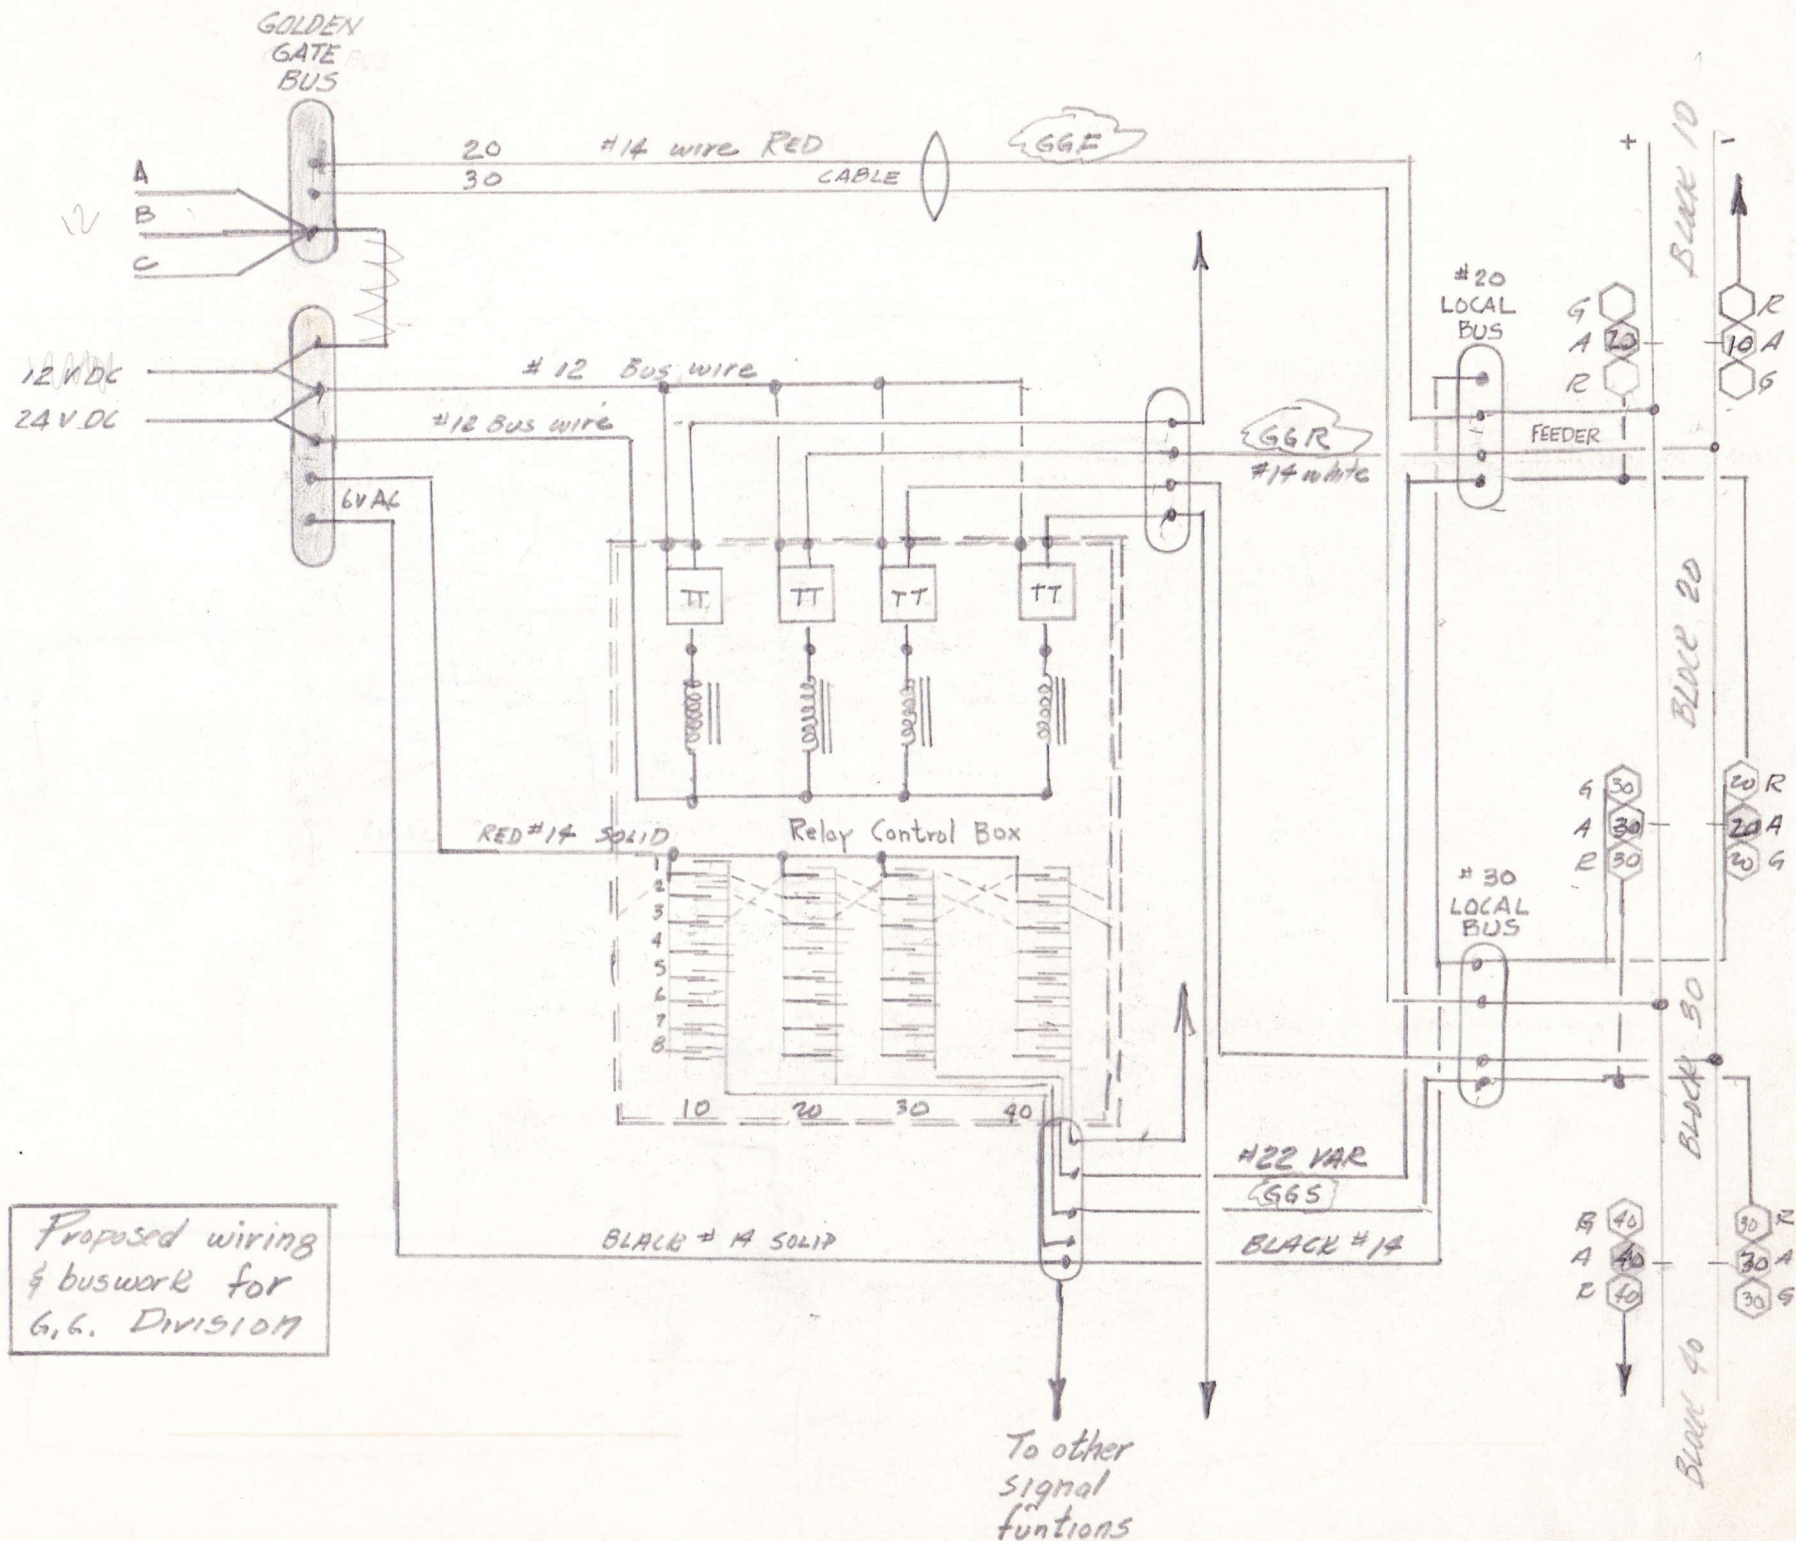 GOLDEN
GATE
BUS
20
#14 wire RED
30
CABLE
GGF
A
B
C
12 V DC
24 V DC
# 12 Bus wire
#12 Bus wire
6V AC
GGR
#14 white
#20
LOCAL
BUS
FEEDER
+
-
BLOCK 10
G
A 20
R
R
10 A
G
BLOCK 20
TT
TT
TT
TT
RED #14 SOLID
Relay Control Box
1
2
3
4
5
6
7
8
10
20
30
40
G 30
A 30
R 30
20 R
20 A
20 G
# 30
LOCAL
BUS
BLOCK 30
#22 VAR
GGS
BLACK # 14 SOLID
BLACK #14
G 40
A 40
R 40
30 R
30 A
30 G
BLOCK 40
Proposed wiring
& buswork for
G.G. Division
To other
signal
funtions